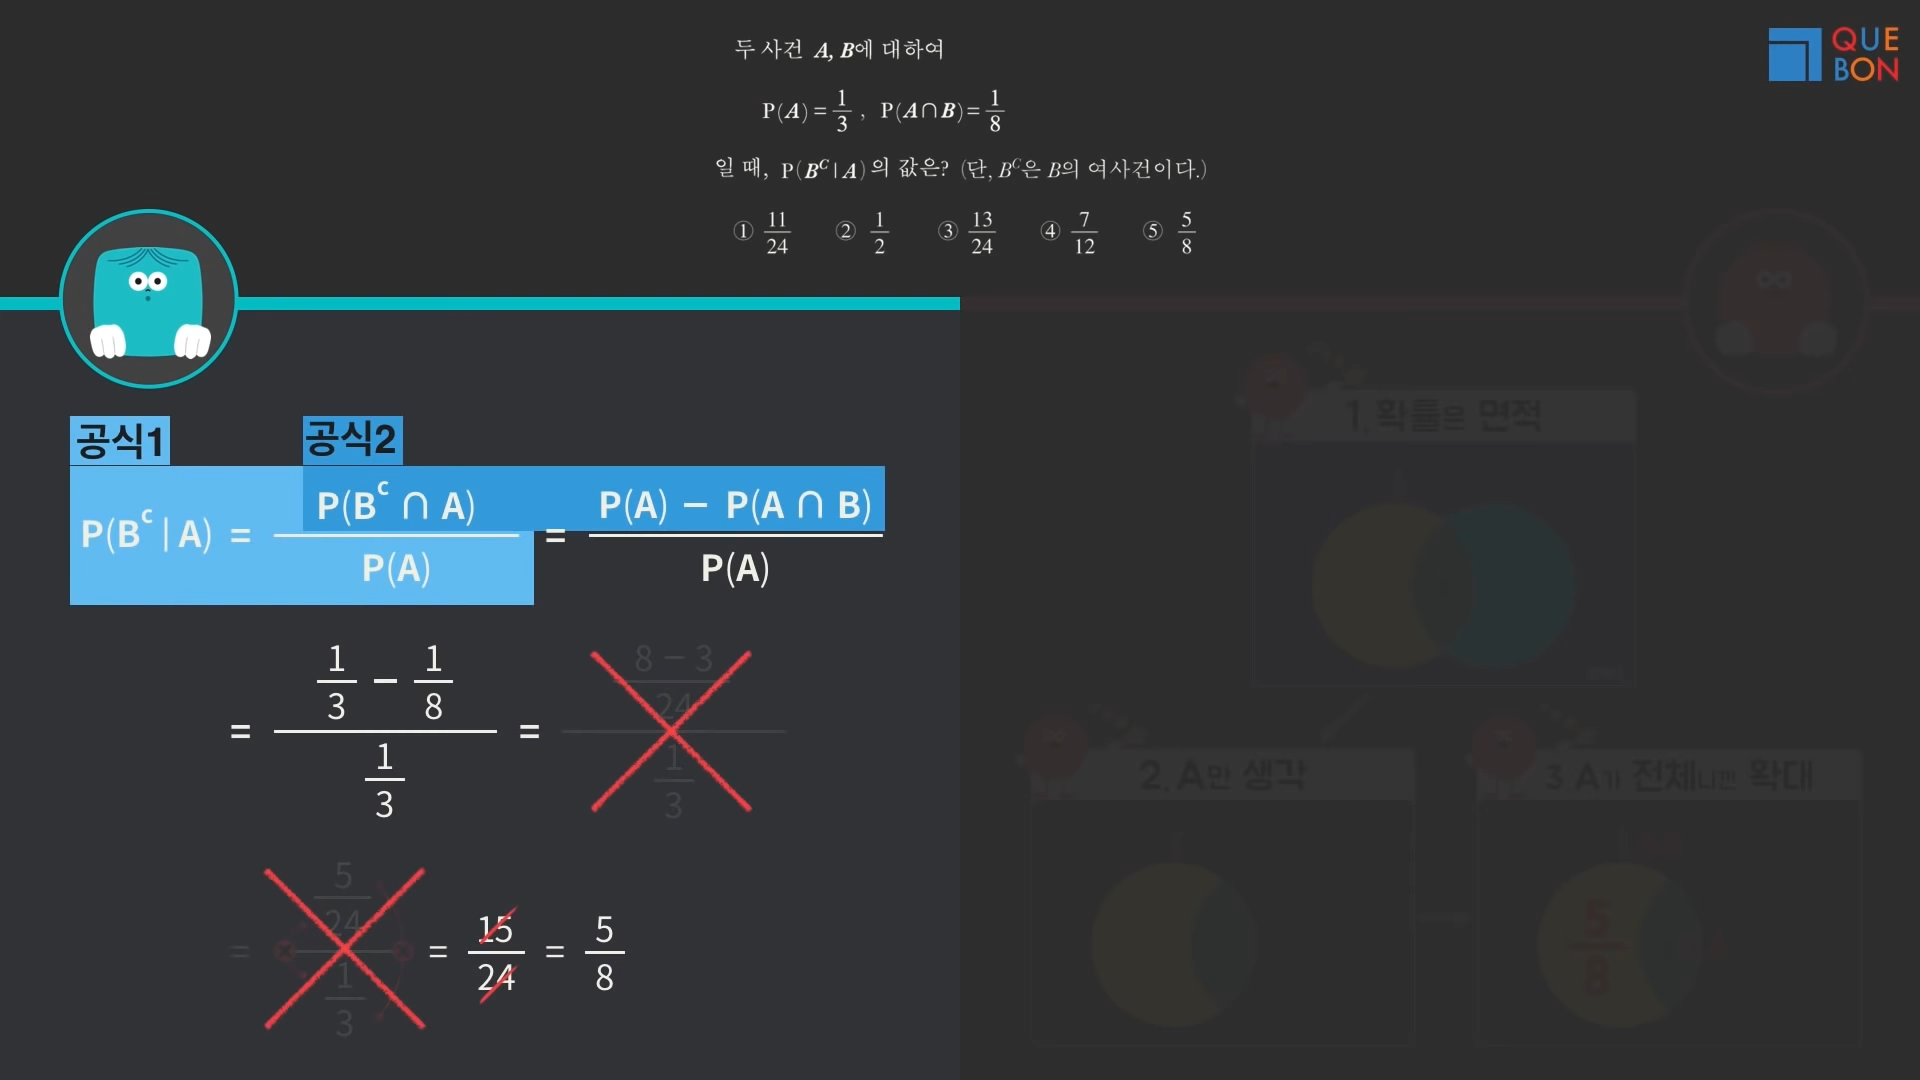 두 사건 A, B에 대하여
P(A) = 1/3 , P(A∩B) = 1/8
일 때, P(B^C | A)의 값은? (단, B^C은 B의 여사건이다.)
① 11/24 ② 1/2 ③ 13/24 ④ 7/12 ⑤ 5/8
QUE
BON
공식1 공식2
P(B^c | A) = P(B^c ∩ A)/P(A) = P(A) − P(A ∩ B)/P(A)
= (1/3 − 1/8)/(1/3) = ((8 − 3)/24)/(1/3)
= (5/24)/(1/3) = 15/24 = 5/8
1. 확률은 면적
2. A만 생각
3 A가 전체니까 확대
5/8